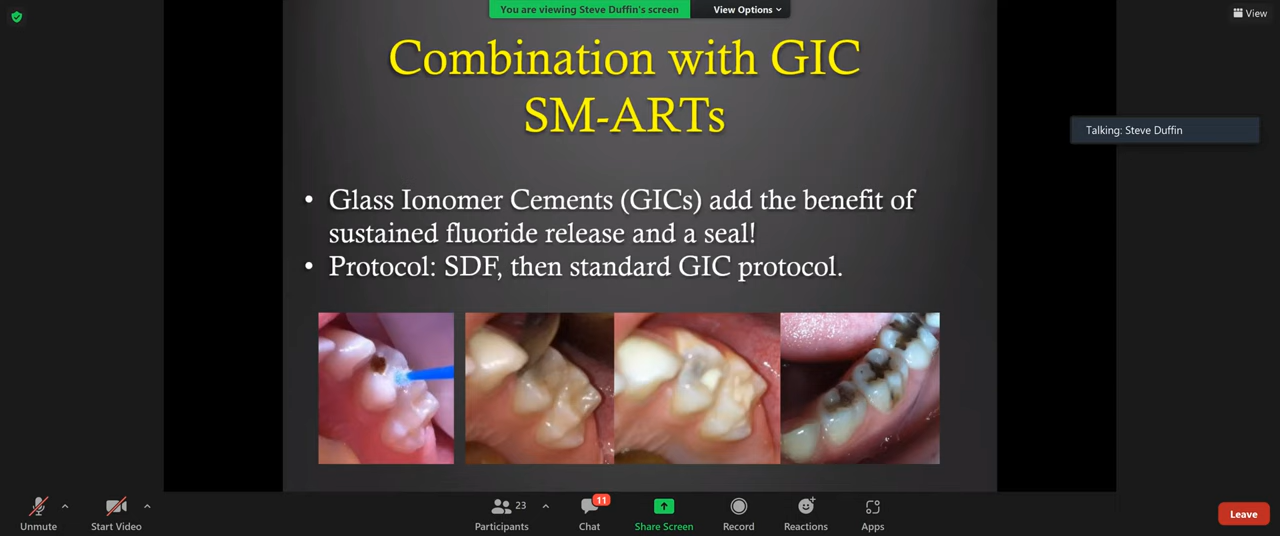 You are viewing Steve Duffin's screen
View Options
View
Combination with GIC
SM-ARTs
Talking: Steve Duffin
• Glass Ionomer Cements (GICs) add the benefit of
sustained fluoride release and a seal!
• Protocol: SDF, then standard GIC protocol.
Unmute
Start Video
23
Participants
11
Chat
Share Screen
Record
Reactions
Apps
Leave